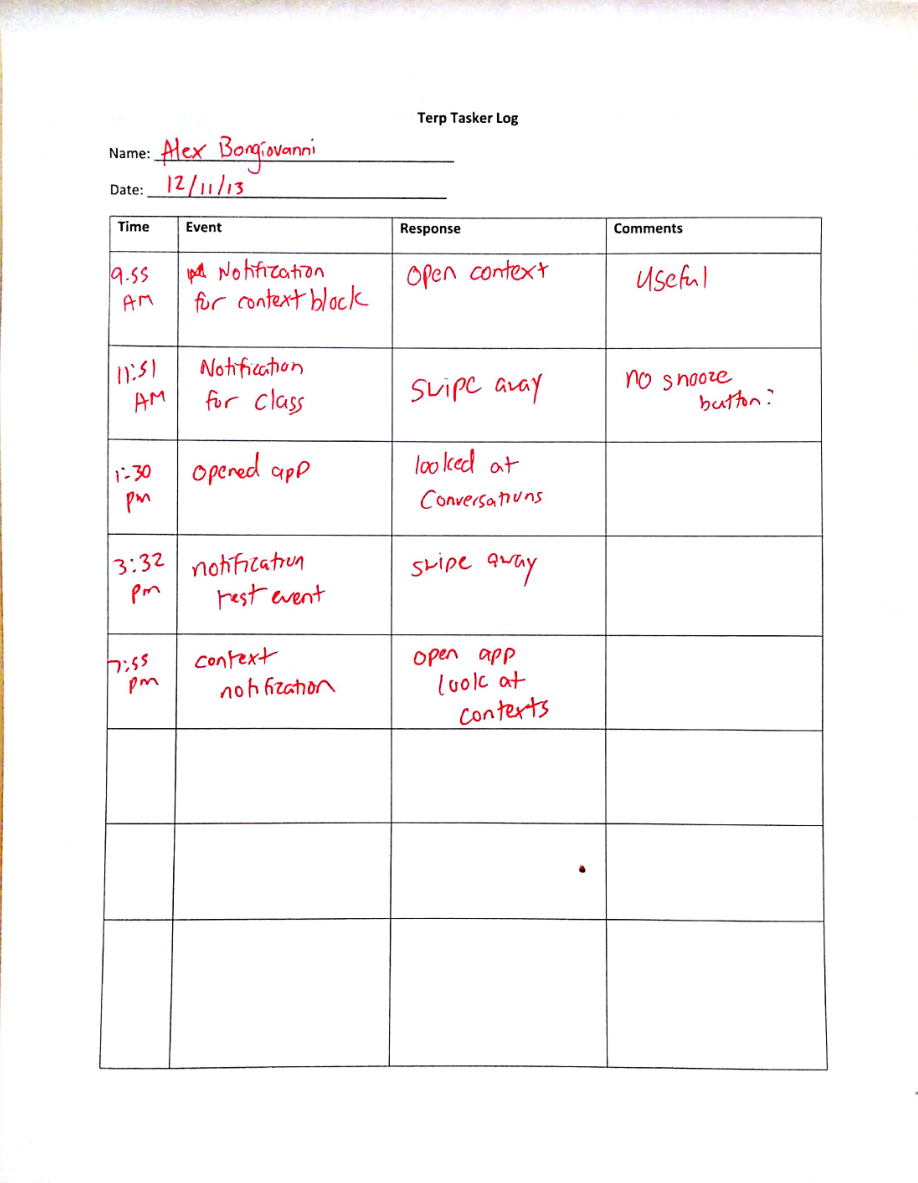 Terp Tasker Log
Name: Alex Bongiovanni
Date: 12/11/13
Time Event Response Comments
9:55 Notification open context Useful
AM for context block
11:51 Notification swipe away no snooze
AM for class button?
1:30 opened app looked at
pm Conversations
3:32 notification swipe away
pm test event
7:55 context open app
pm notification look at
contexts